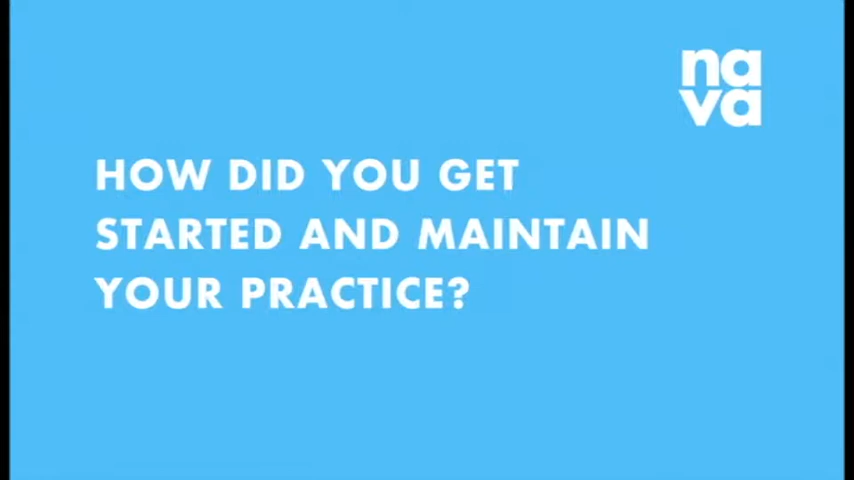 na
va
HOW DID YOU GET
STARTED AND MAINTAIN
YOUR PRACTICE?